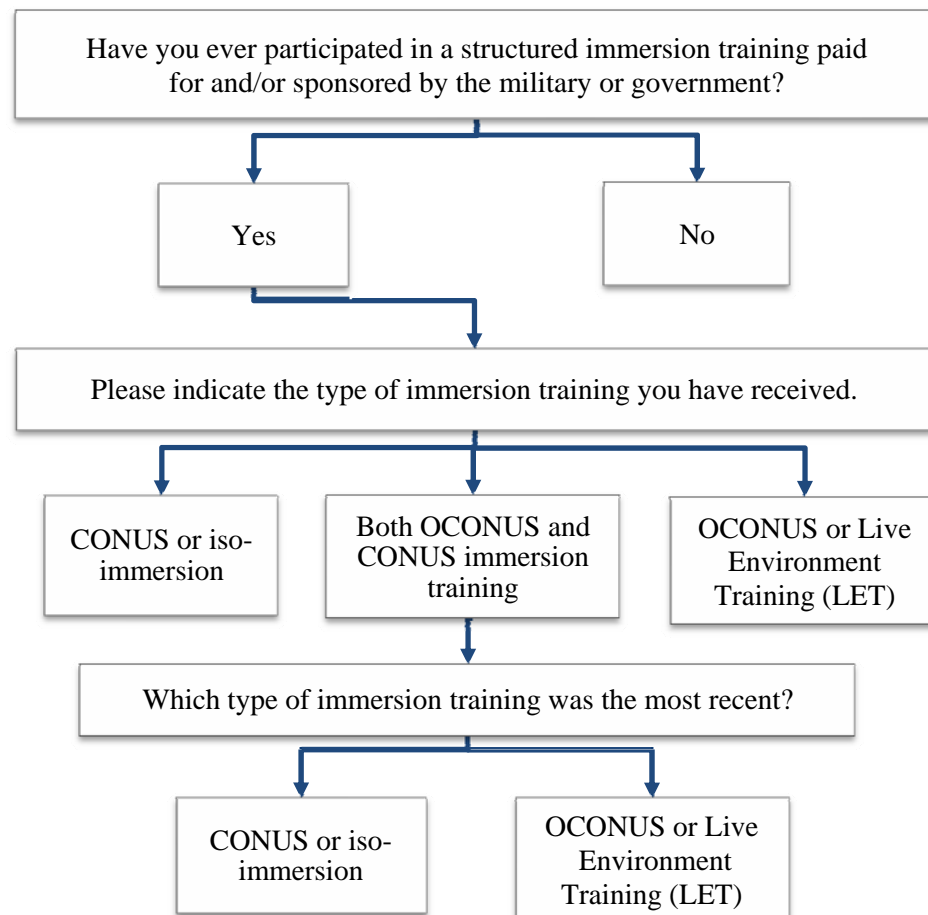 Have you ever participated in a structured immersion training paid
for and/or sponsored by the military or government?
Yes
No
Please indicate the type of immersion training you have received.
CONUS or iso-
immersion
Both OCONUS and
CONUS immersion
training
OCONUS or Live
Environment
Training (LET)
Which type of immersion training was the most recent?
CONUS or iso-
immersion
OCONUS or Live
Environment
Training (LET)